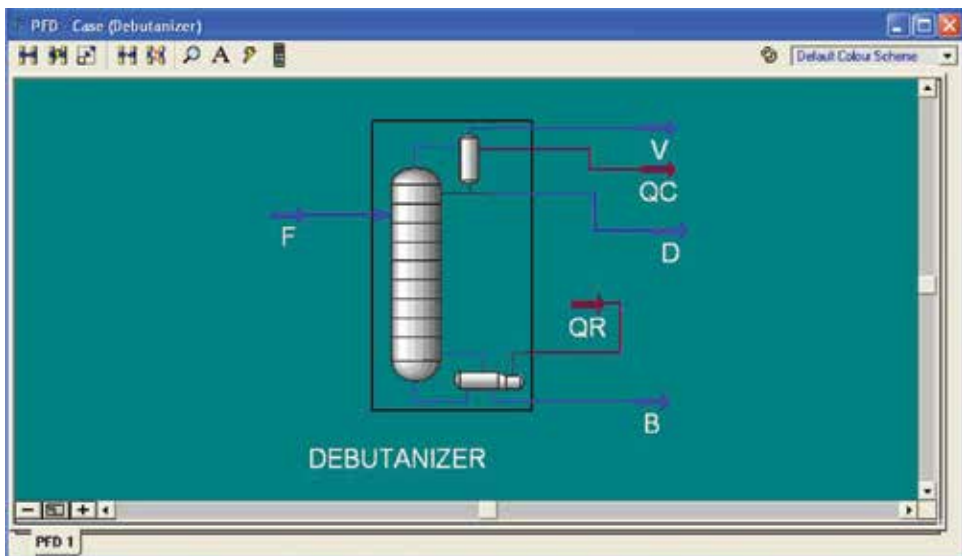 PFD - Case (Debutanizer)
A
Default Colour Scheme
V
QC
F
D
QR
B
DEBUTANIZER
PFD 1